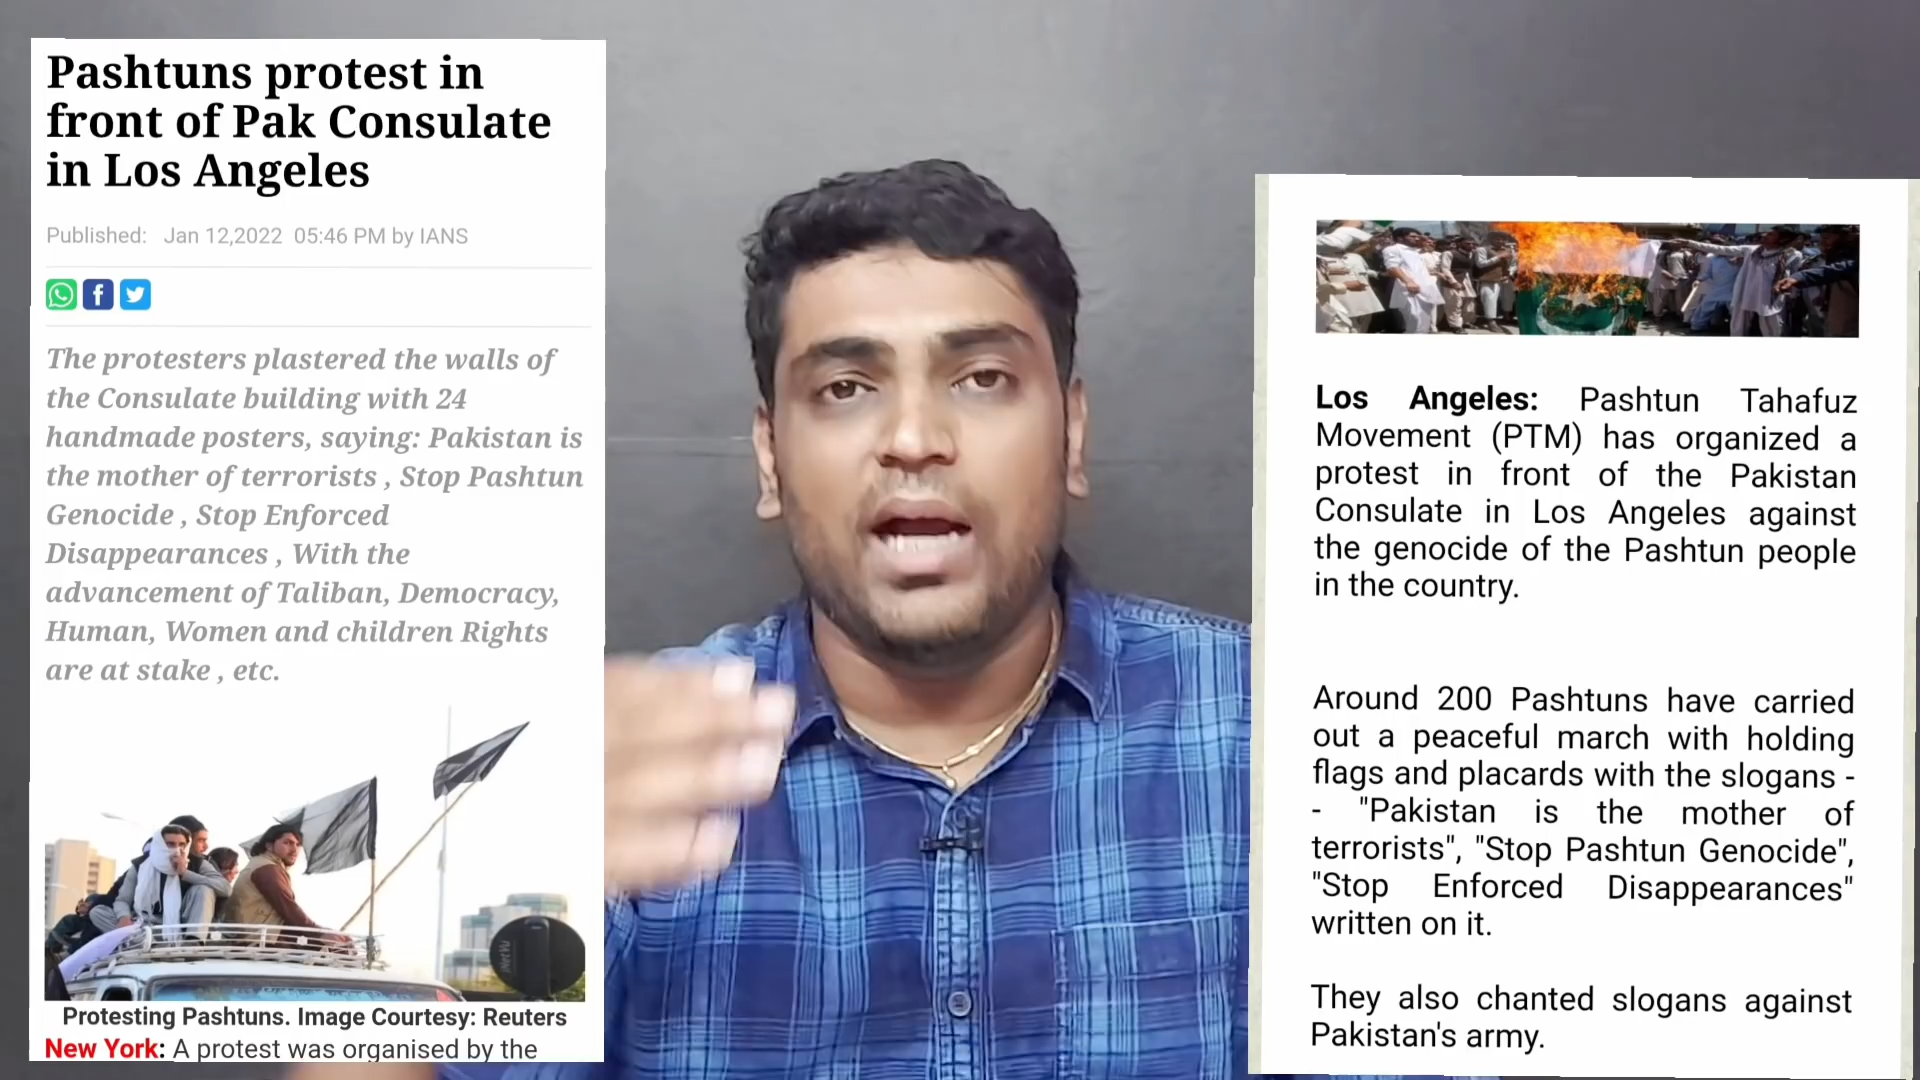 Pashtuns protest in
front of Pak Consulate
in Los Angeles
Published: Jan 12,2022 05:46 PM by IANS
The protesters plastered the walls of
the Consulate building with 24
handmade posters, saying: Pakistan is
the mother of terrorists , Stop Pashtun
Genocide , Stop Enforced
Disappearances , With the
advancement of Taliban, Democracy,
Human, Women and children Rights
are at stake , etc.
Protesting Pashtuns. Image Courtesy: Reuters
New York: A protest was organised by the
Los Angeles: Pashtun Tahafuz
Movement (PTM) has organized a
protest in front of the Pakistan
Consulate in Los Angeles against
the genocide of the Pashtun people
in the country.
Around 200 Pashtuns have carried
out a peaceful march with holding
flags and placards with the slogans -
- "Pakistan is the mother of
terrorists", "Stop Pashtun Genocide",
"Stop Enforced Disappearances"
written on it.
They also chanted slogans against
Pakistan's army.